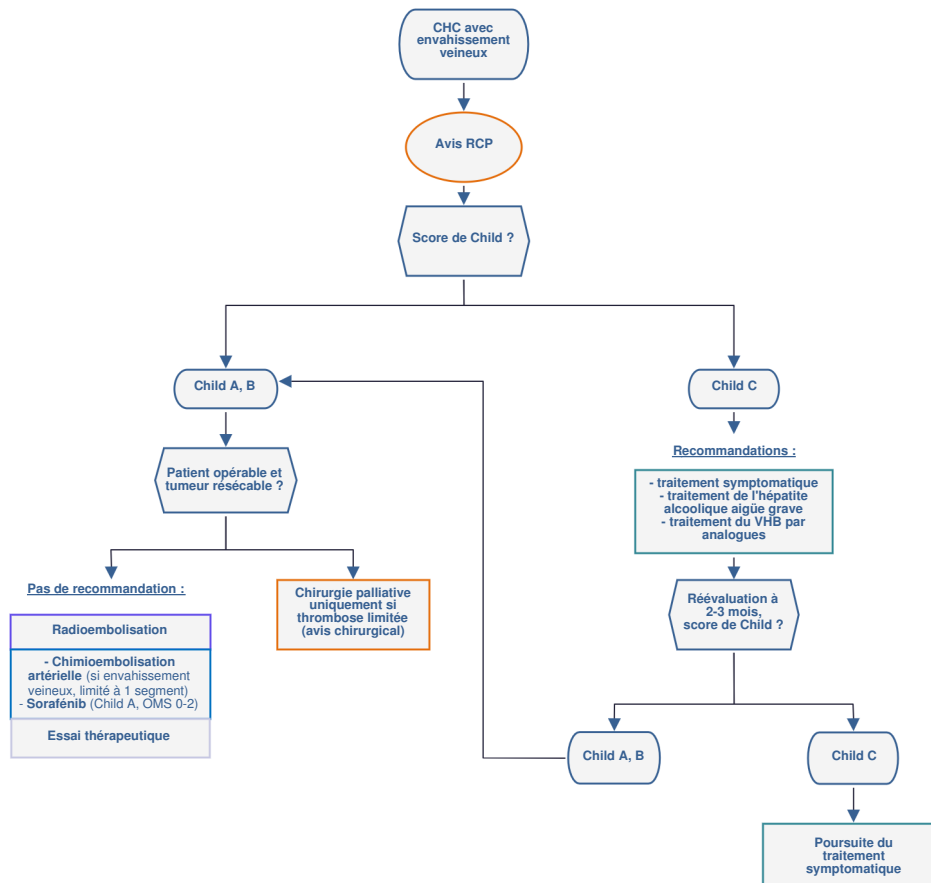 CHC avec
envahissement
veineux
Avis RCP
Score de Child ?
Child A, B
Child C
Patient opérable et
tumeur résécable ?
Recommandations :
- traitement symptomatique
- traitement de l'hépatite
alcoolique aigüe grave
- traitement du VHB par
analogues
Pas de recommandation :
Radioembolisation
- Chimioembolisation
artérielle (si envahissement
veineux, limité à 1 segment)
- Sorafénib (Child A, OMS 0-2)
Essai thérapeutique
Chirurgie palliative
uniquement si
thrombose limitée
(avis chirurgical)
Réévaluation à
2-3 mois,
score de Child ?
Child A, B
Child C
Poursuite du
traitement
symptomatique